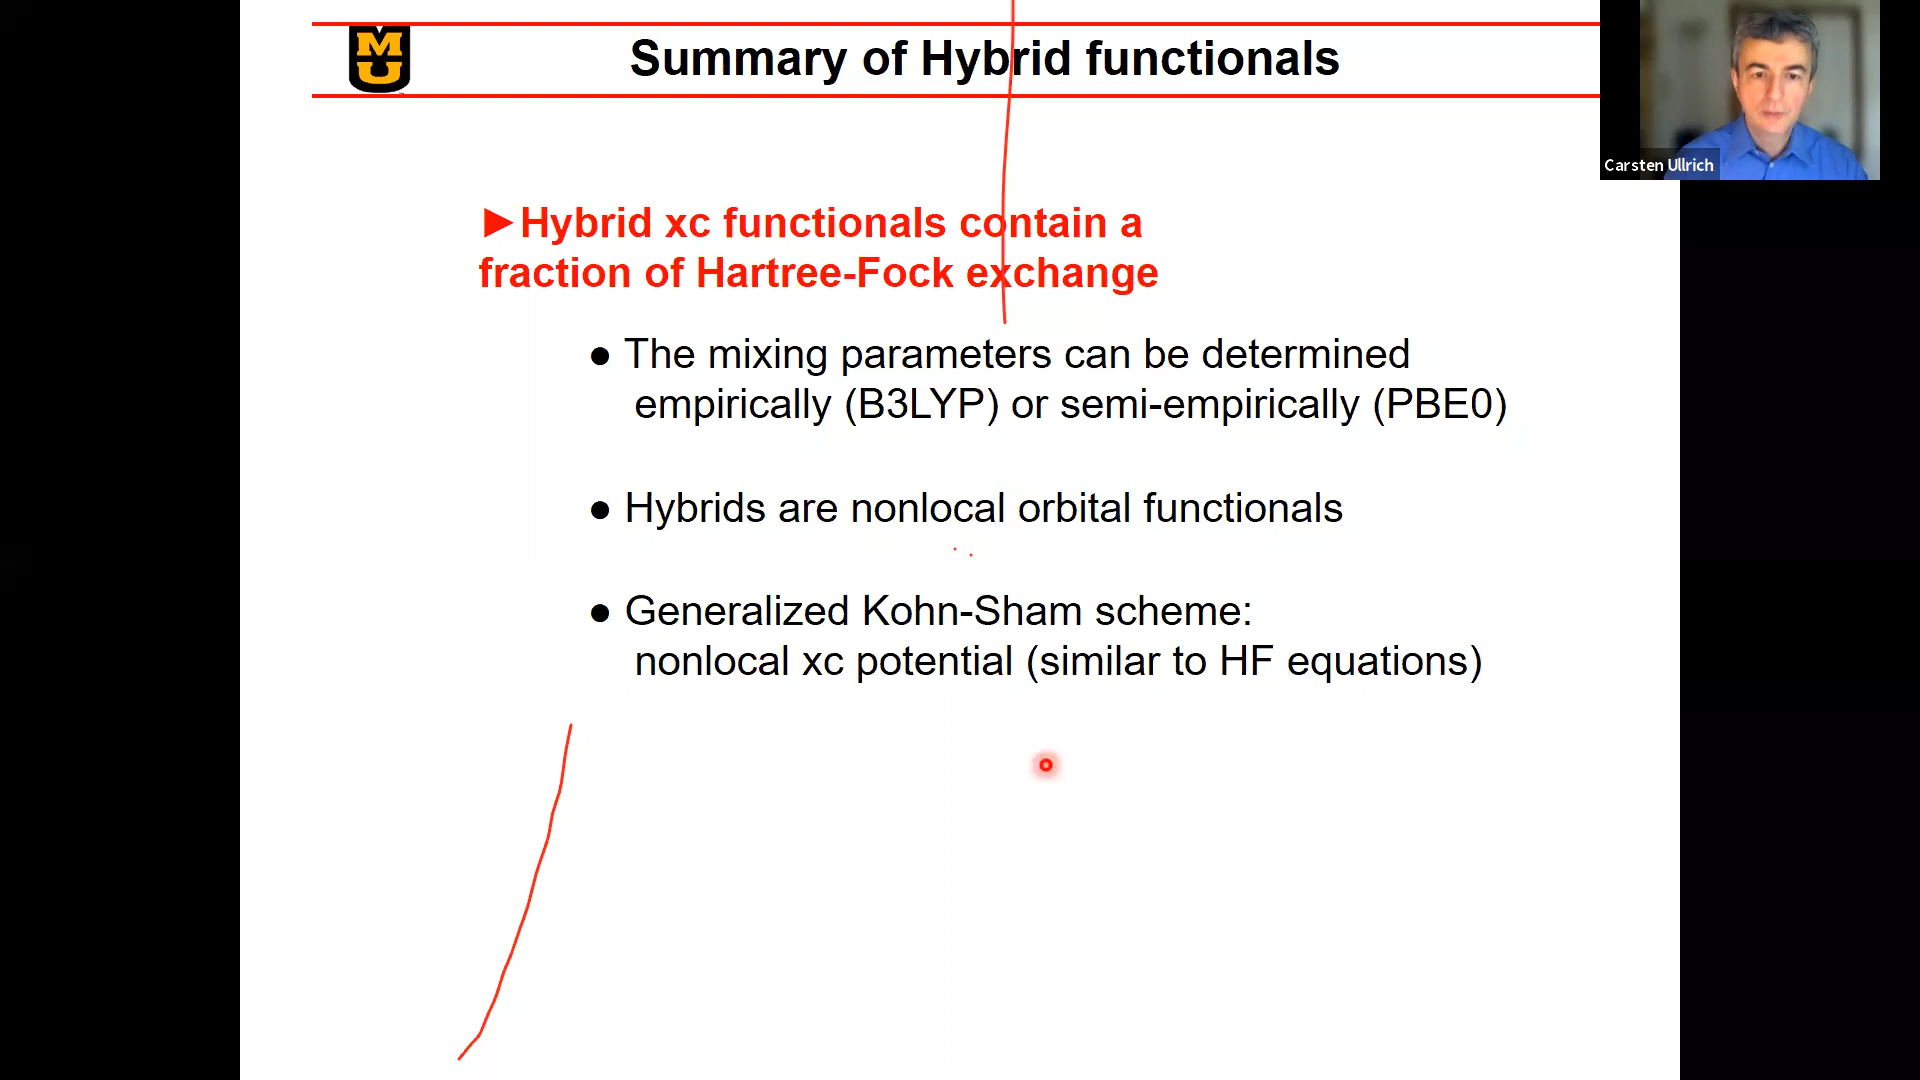 MU
Summary of Hybrid functionals
Carsten Ullrich
►Hybrid xc functionals contain a
fraction of Hartree-Fock exchange
● The mixing parameters can be determined
empirically (B3LYP) or semi-empirically (PBE0)
● Hybrids are nonlocal orbital functionals
● Generalized Kohn-Sham scheme:
nonlocal xc potential (similar to HF equations)